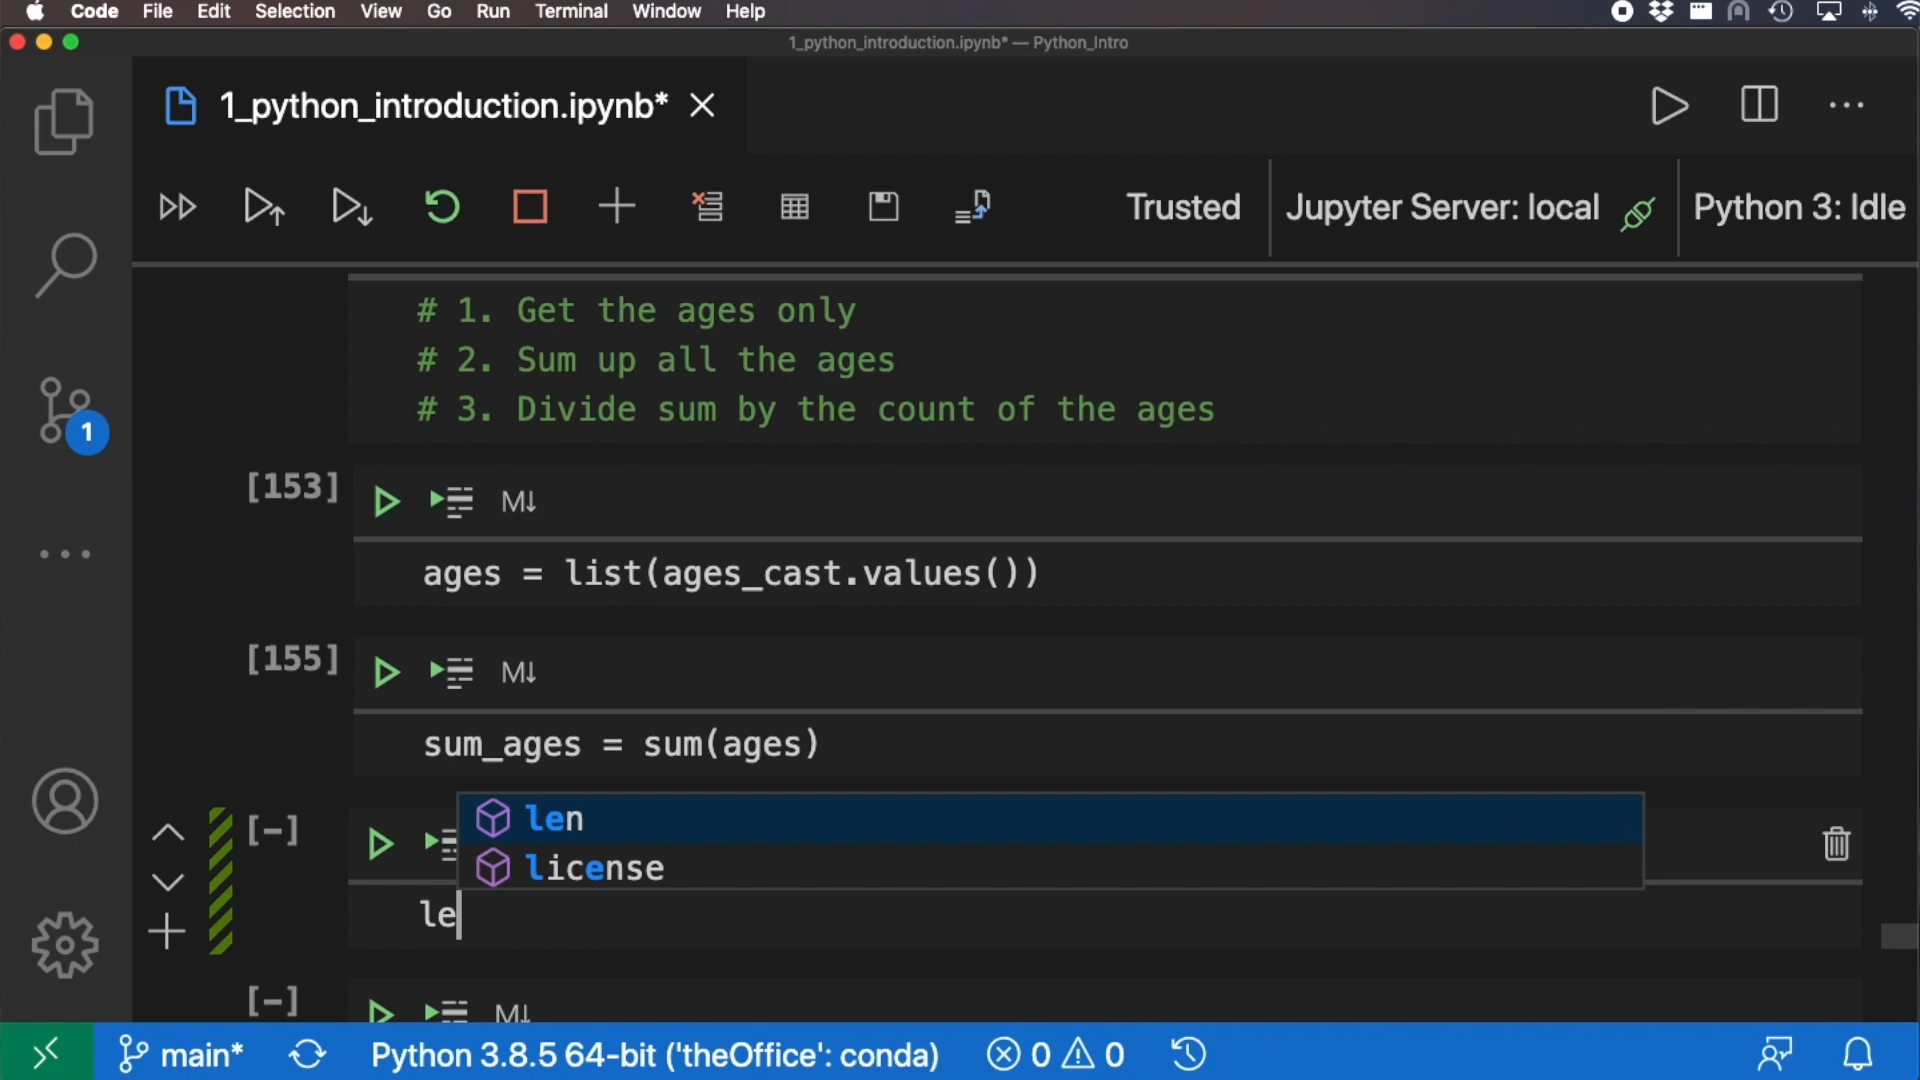 Code File Edit Selection View Go Run Terminal Window Help
1_python_introduction.ipynb* — Python_Intro
1_python_introduction.ipynb*
Trusted Jupyter Server: local Python 3: Idle
# 1. Get the ages only
# 2. Sum up all the ages
# 3. Divide sum by the count of the ages
[153] M↓
ages = list(ages_cast.values())
[155] M↓
sum_ages = sum(ages)
[-]
len
license
le
[-] M↓
1
main* Python 3.8.5 64-bit ('theOffice': conda) 0 0